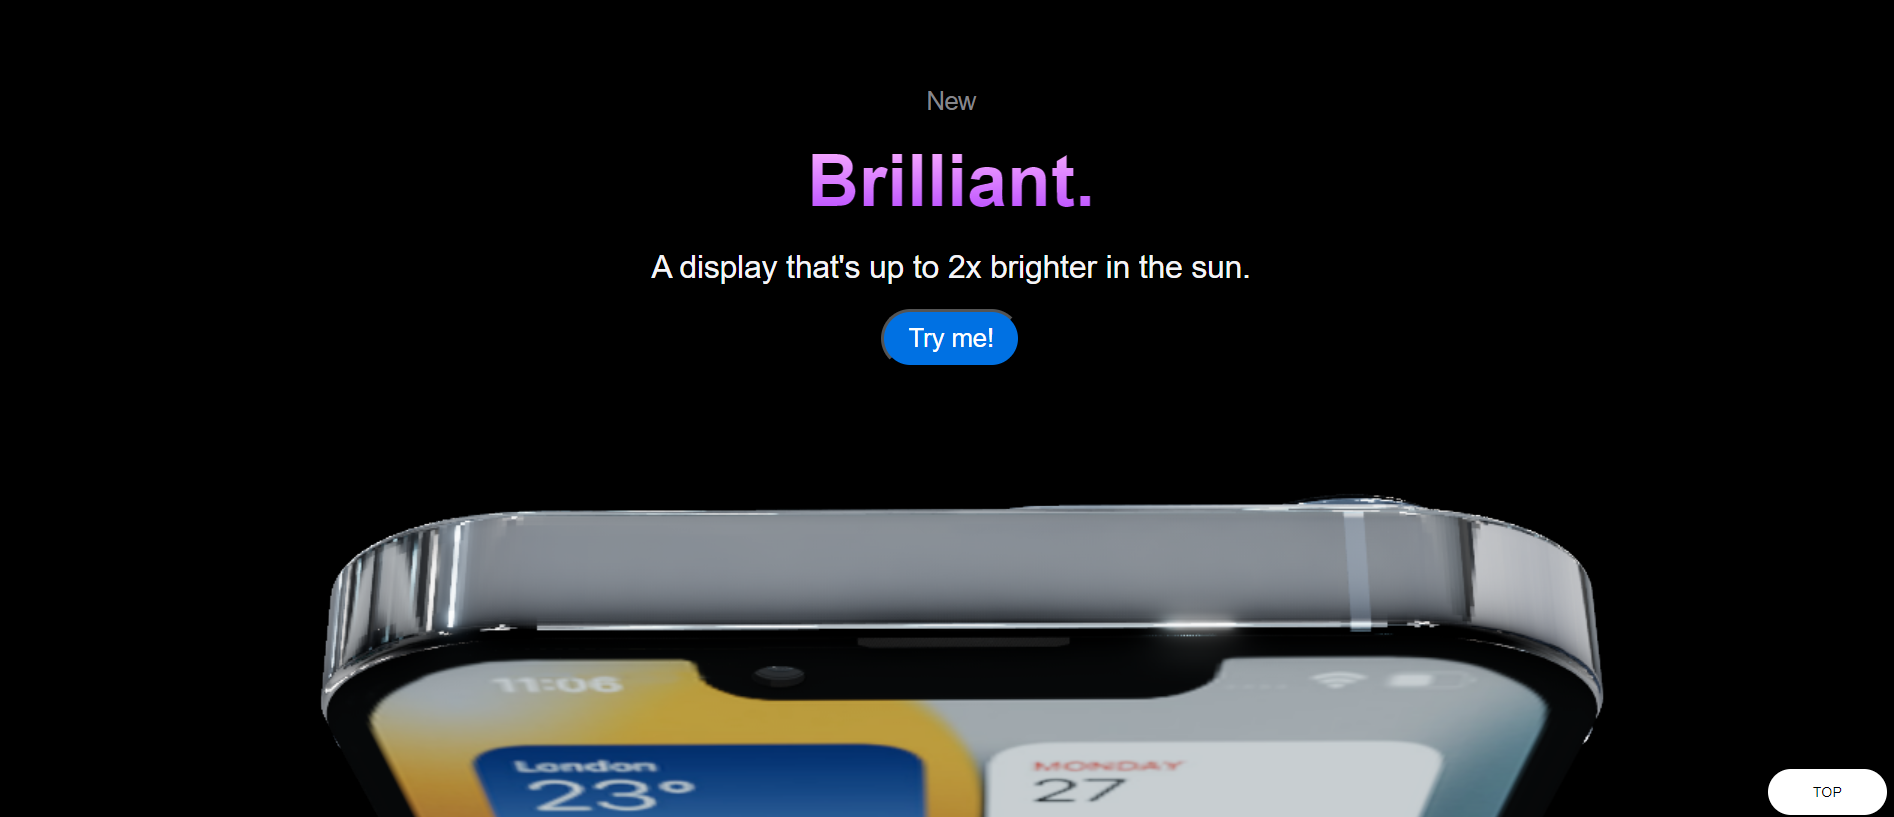 New
Brilliant.
A display that's up to 2x brighter in the sun.
Try me!
11:06
London
23°
MONDAY
27
TOP